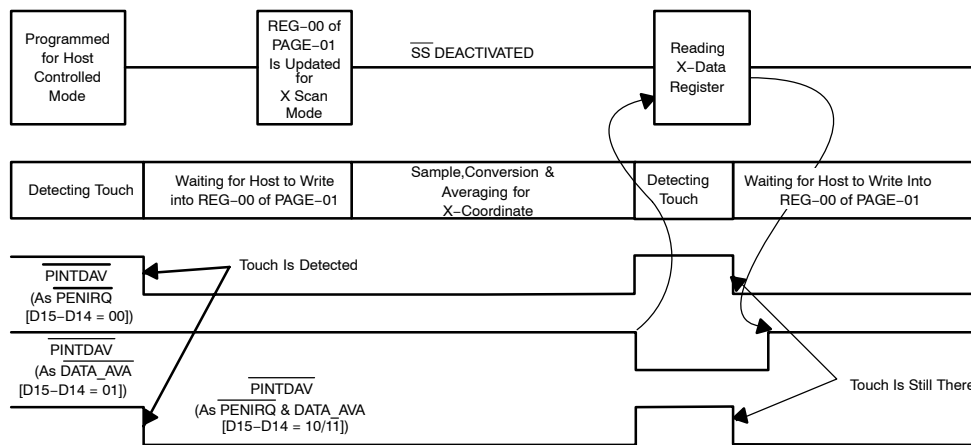 Programmed
for Host
Controlled
Mode
REG−00 of
PAGE−01
Is Updated
for
X Scan
Mode
SS DEACTIVATED
Reading
X-Data
Register
Detecting Touch
Waiting for Host to Write
into REG−00 of PAGE−01
Sample,Conversion &
Averaging for
X−Coordinate
Detecting
Touch
Waiting for Host to Write Into
REG−00 of PAGE−01
PINTDAV
(As PENIRQ
[D15−D14 = 00])
Touch Is Detected
PINTDAV
(As DATA_AVA
[D15−D14 = 01])
PINTDAV
(As PENIRQ & DATA_AVA
[D15−D14 = 10/11])
Touch Is Still There